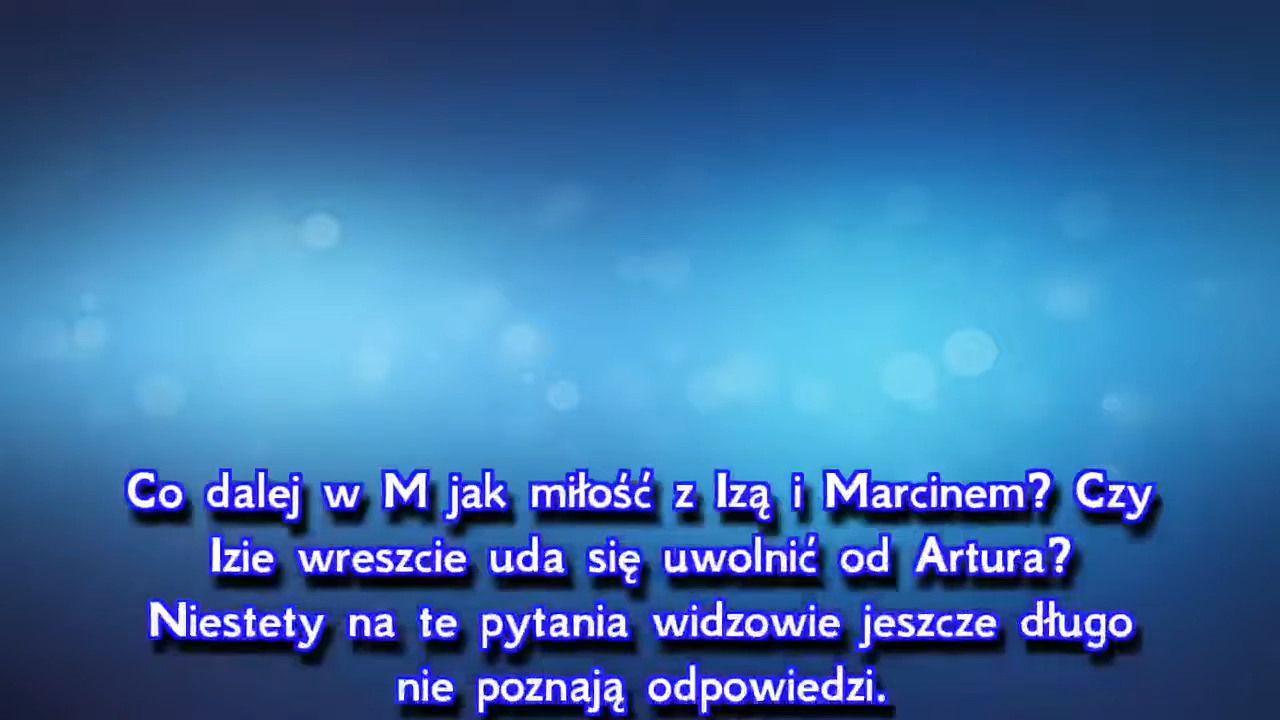 Co dalej w M jak miłość z Izą i Marcinem? Czy
Izie wreszcie uda się uwolnić od Artura?
Niestety na te pytania widzowie jeszcze długo
nie poznają odpowiedzi.